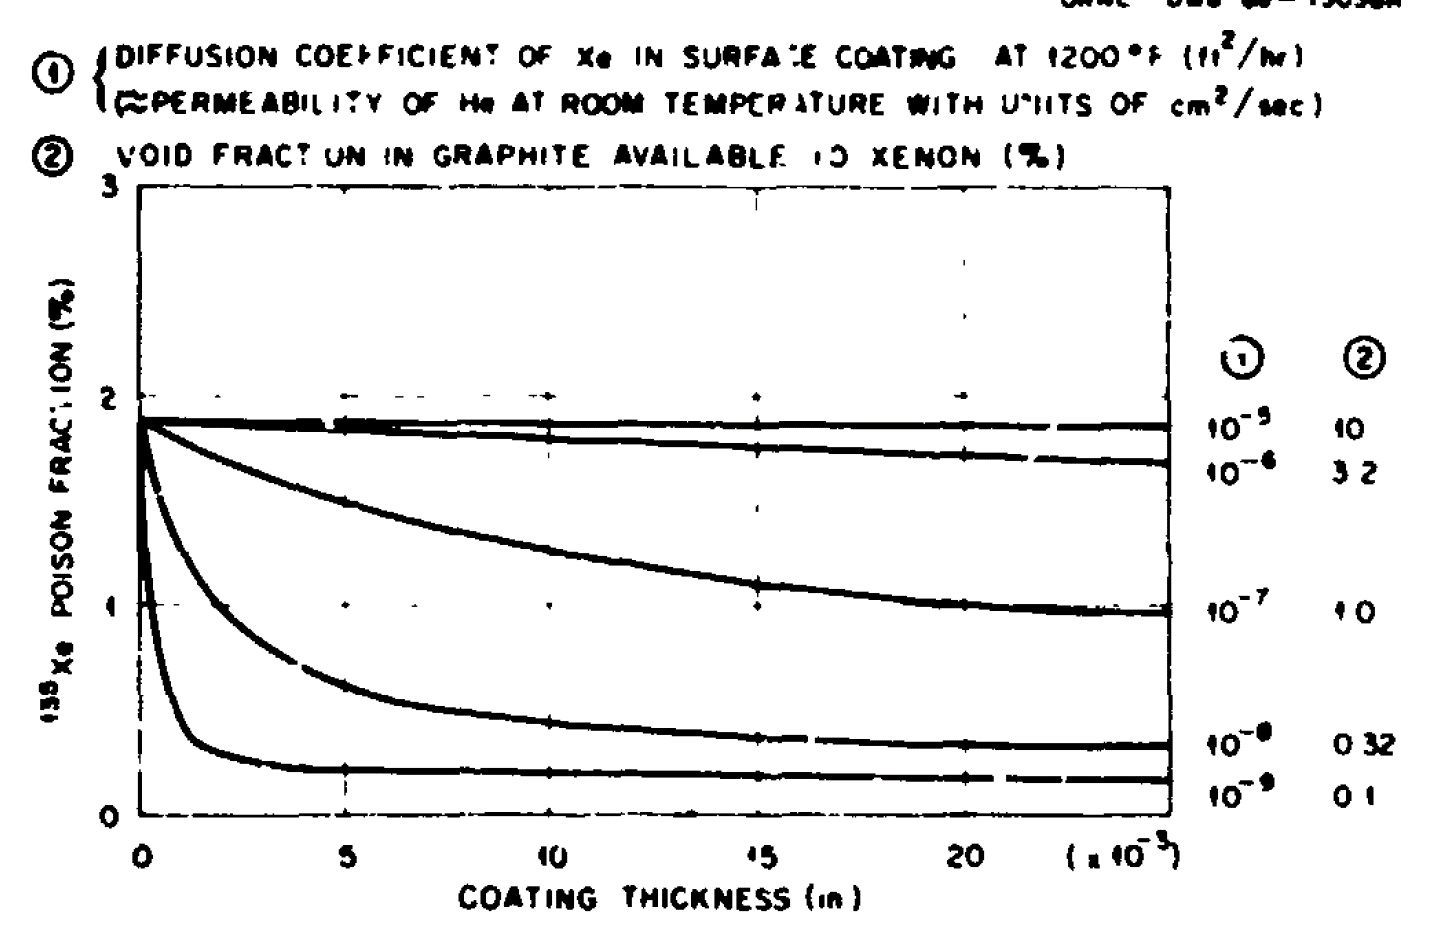 ① DIFFUSION COEFFICIENT OF Xe IN SURFACE COATING AT 1200°F (ft²/hr)
(≈PERMEABILITY OF He AT ROOM TEMPERATURE WITH UNITS OF cm²/sec)
② VOID FRACTION IN GRAPHITE AVAILABLE TO XENON (%)
3
2
1
0
¹³⁵Xe POISON FRACTION (%)
① ②
10⁻⁵ 10
10⁻⁶ 3.2
10⁻⁷ 1.0
10⁻⁸ 0.32
10⁻⁹ 0.1
0 5 10 15 20 (x 10⁻³)
COATING THICKNESS (in)